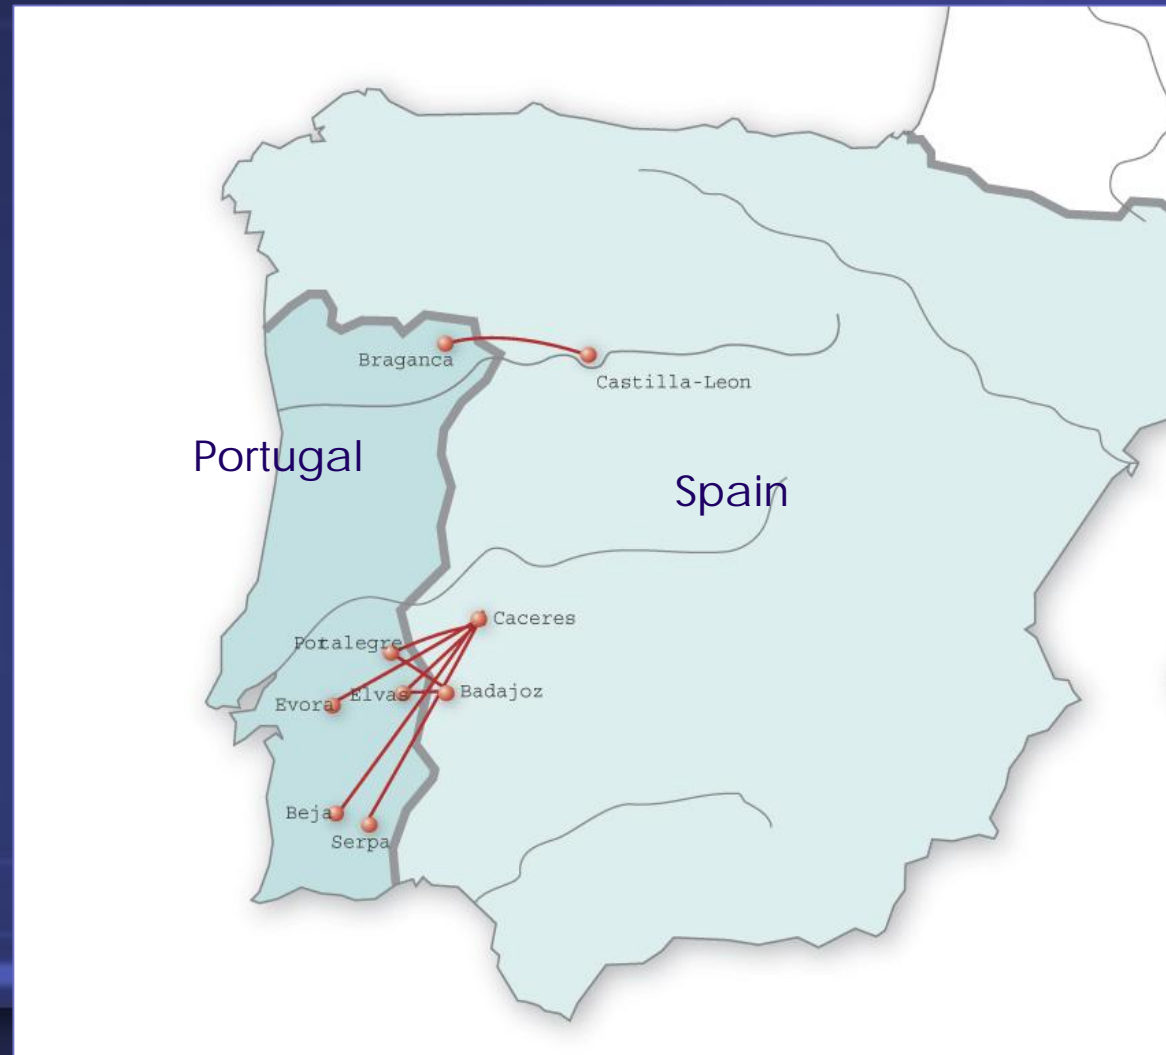 Braganca
Castilla-Leon
Portugal
Spain
Caceres
Portalegre
Elvas
Badajoz
Evora
Beja
Serpa